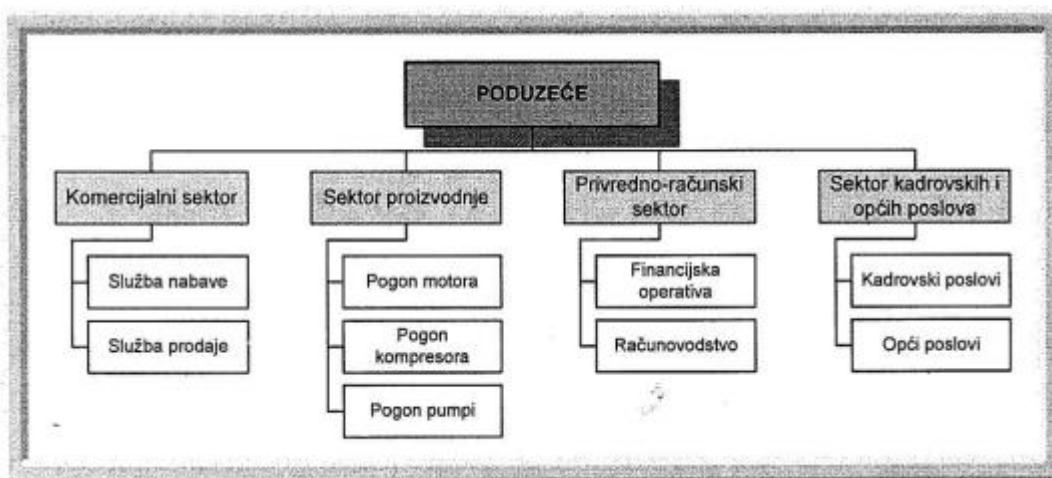 PODUZEĆE
Komercijalni sektor
Sektor proizvodnje
Privredno-računski
sektor
Sektor kadrovskih i
općih poslova
Služba nabave
Služba prodaje
Pogon motora
Pogon
kompresora
Pogon pumpi
Financijska
operativa
Računovodstvo
Kadrovski poslovi
Opći poslovi